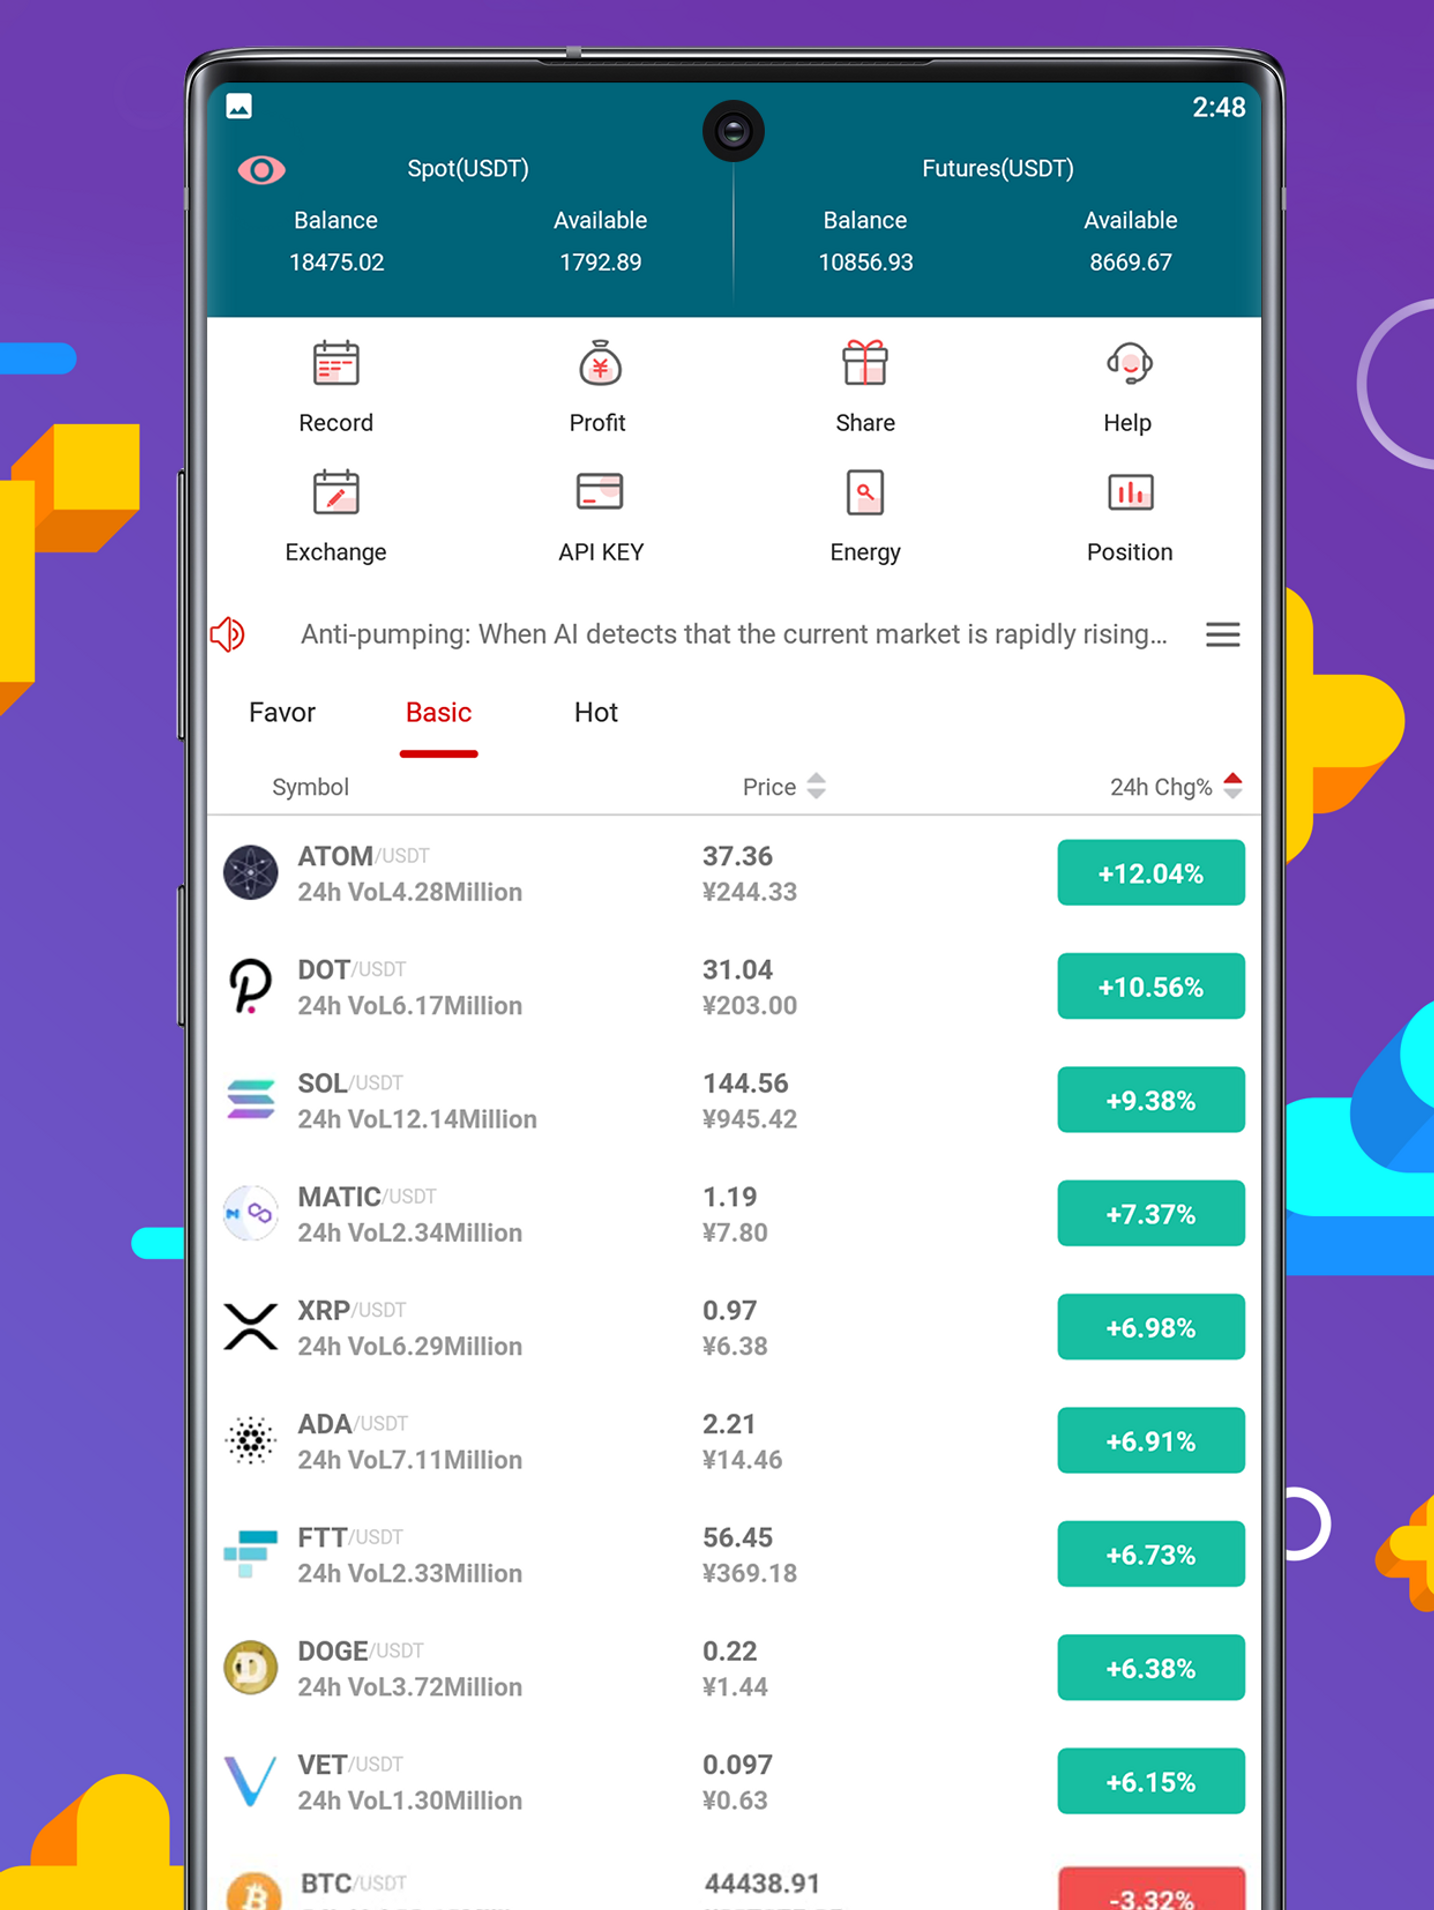 2:48
Spot(USDT) Futures(USDT)
Balance Available Balance Available
18475.02 1792.89 10856.93 8669.67
Record Profit Share Help
Exchange API KEY Energy Position
Anti-pumping: When AI detects that the current market is rapidly rising...
Favor Basic Hot
Symbol Price 24h Chg%
ATOM/USDT 37.36 +12.04%
24h VoL4.28Million ¥244.33
DOT/USDT 31.04 +10.56%
24h VoL6.17Million ¥203.00
SOL/USDT 144.56 +9.38%
24h VoL12.14Million ¥945.42
MATIC/USDT 1.19 +7.37%
24h VoL2.34Million ¥7.80
XRP/USDT 0.97 +6.98%
24h VoL6.29Million ¥6.38
ADA/USDT 2.21 +6.91%
24h VoL7.11Million ¥14.46
FTT/USDT 56.45 +6.73%
24h VoL2.33Million ¥369.18
DOGE/USDT 0.22 +6.38%
24h VoL3.72Million ¥1.44
VET/USDT 0.097 +6.15%
24h VoL1.30Million ¥0.63
BTC/USDT 44438.91 -3.32%